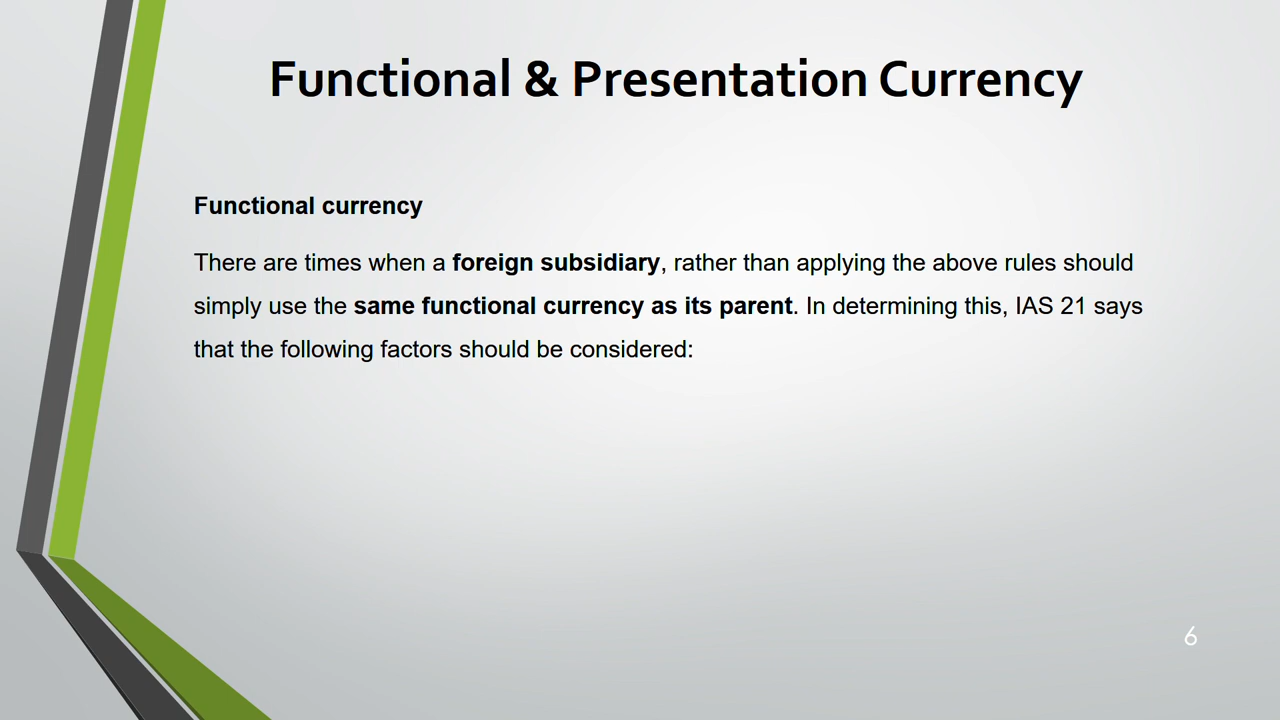 Functional & Presentation Currency
Functional currency
There are times when a foreign subsidiary, rather than applying the above rules should
simply use the same functional currency as its parent. In determining this, IAS 21 says
that the following factors should be considered:
6